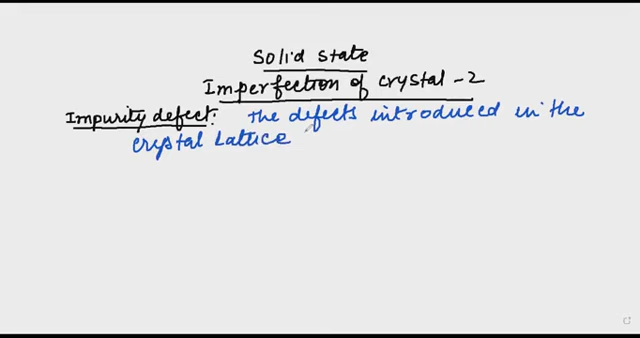 Solid state
Imperfection of crystal -2
Impurity defect: The defects introduced in the
crystal Lattice